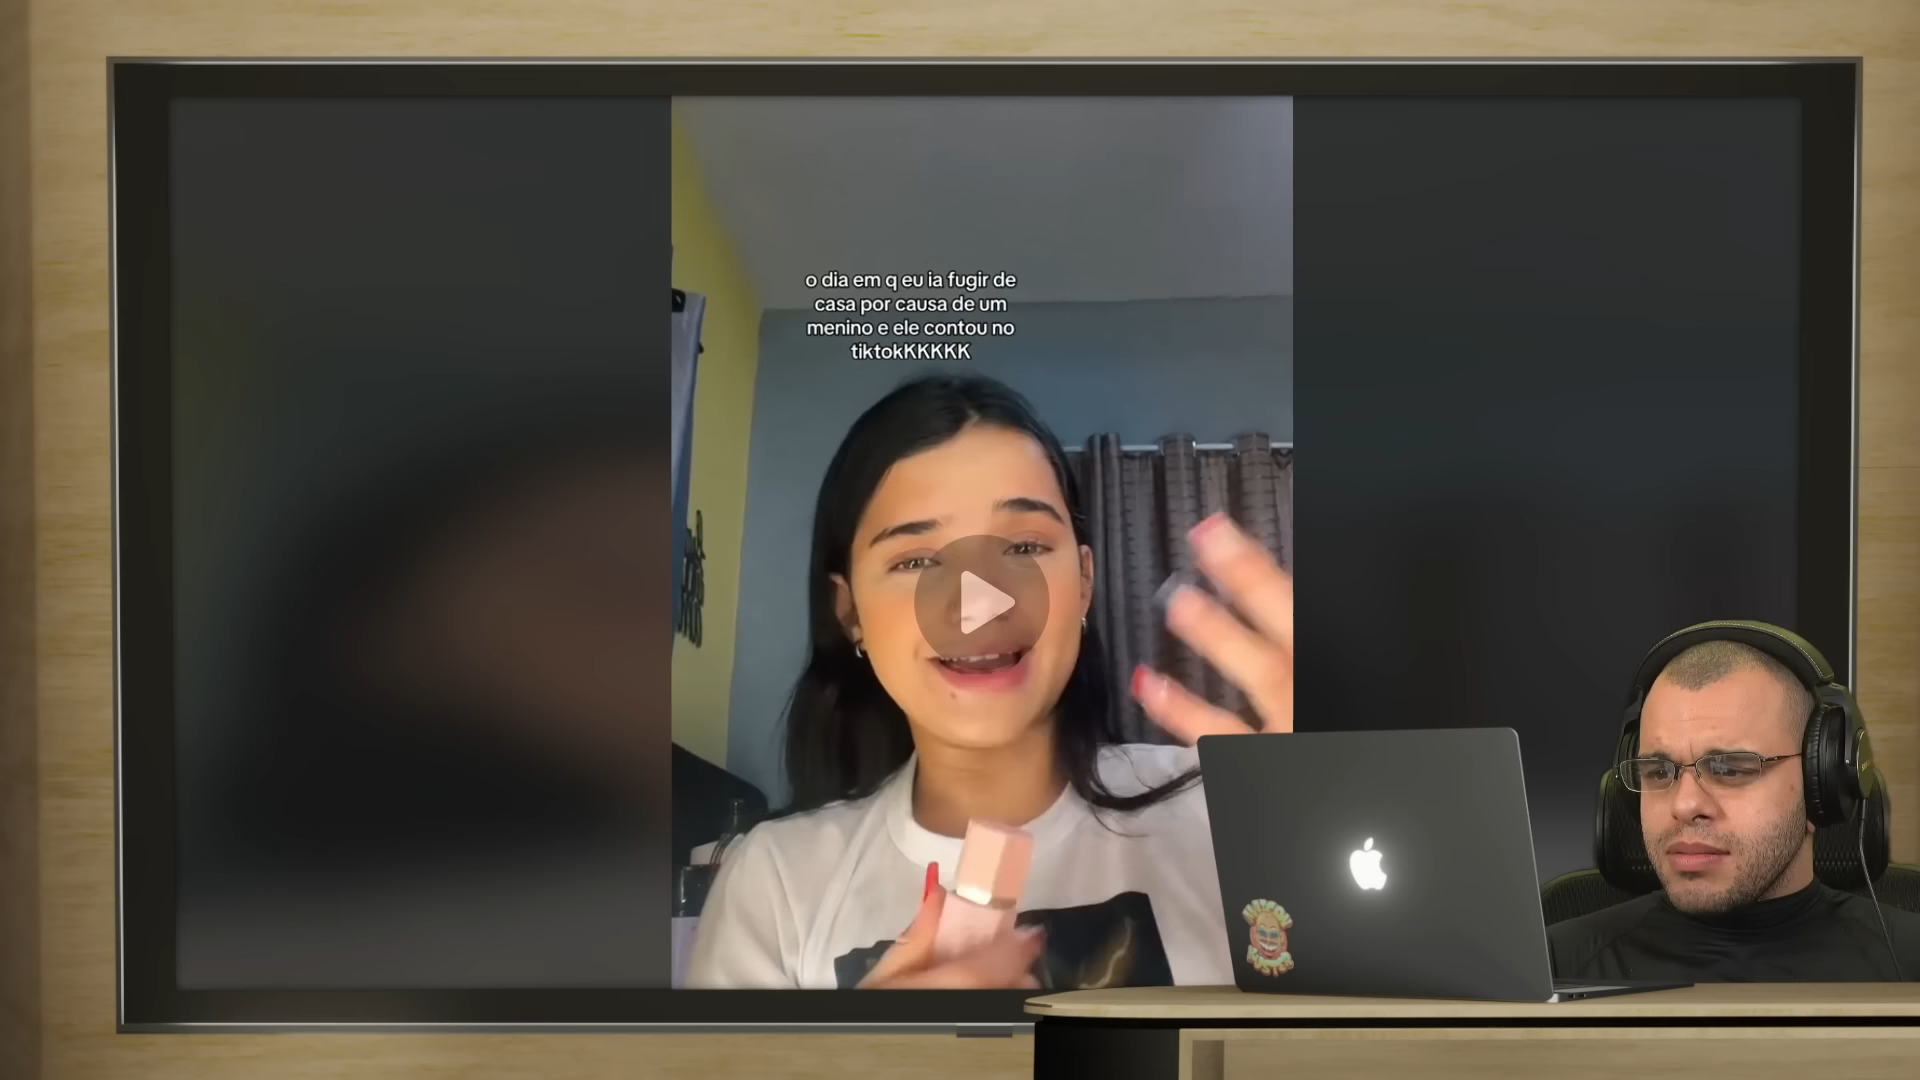 o dia em q eu ia fugir de
casa por causa de um
menino e ele contou no
tiktokKKKKK